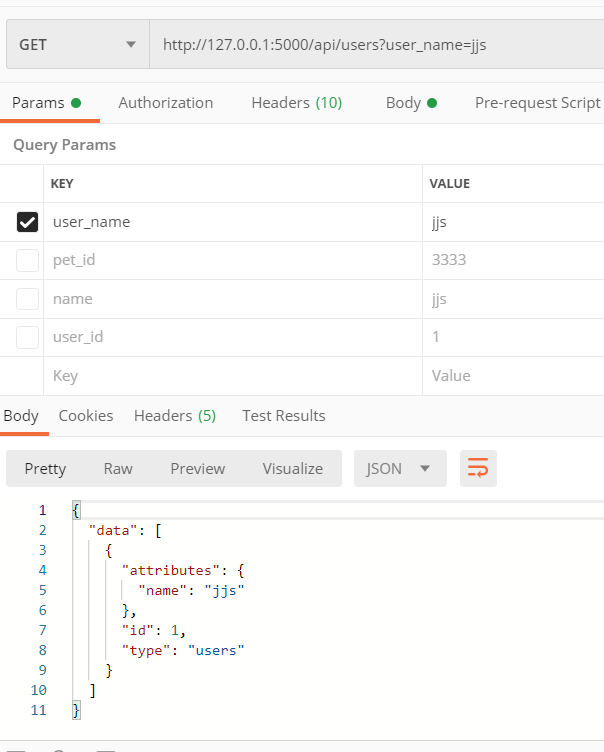 GET http://127.0.0.1:5000/api/users?user_name=jjs
Params Authorization Headers (10) Body Pre-request Script
Query Params
KEY VALUE
user_name jjs
pet_id 3333
name jjs
user_id 1
Key Value
Body Cookies Headers (5) Test Results
Pretty Raw Preview Visualize JSON
1 {
2 "data": [
3 {
4 "attributes": {
5 "name": "jjs"
6 },
7 "id": 1,
8 "type": "users"
9 }
10 ]
11 }